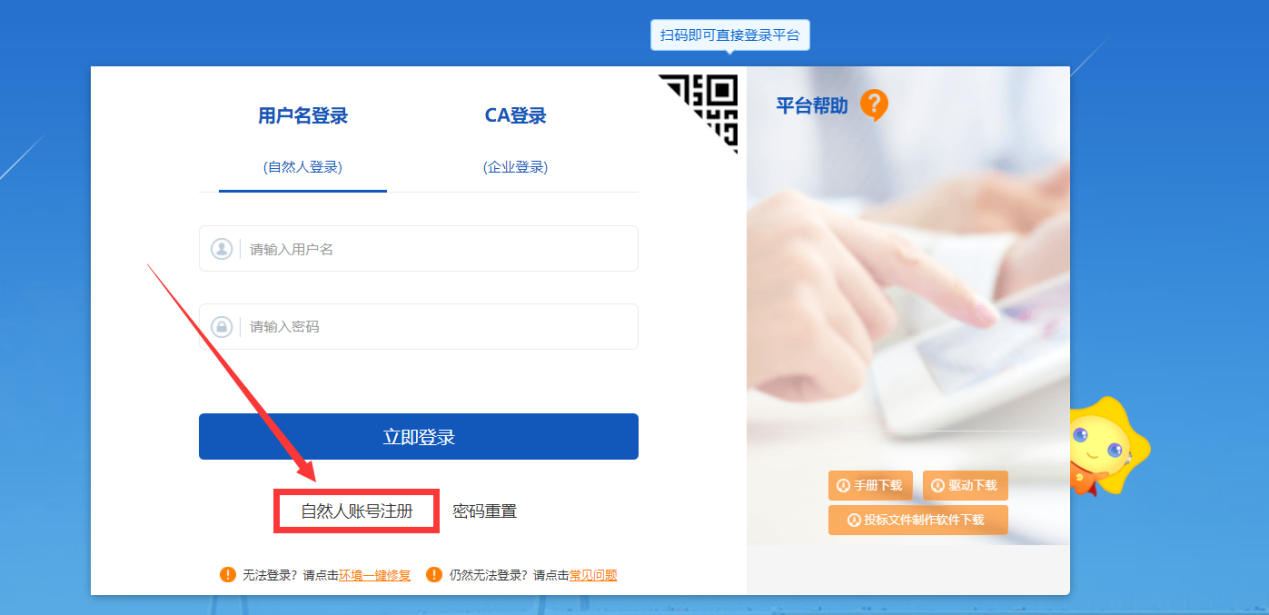 扫码即可直接登录平台
用户名登录
CA登录
(自然人登录)
(企业登录)
平台帮助
?
请输入用户名
请输入密码
立即登录
自然人账号注册 密码重置
! 无法登录？请点击环境一键修复 ! 仍然无法登录？请点击常见问题
手册下载 驱动下载
投标文件制作软件下载